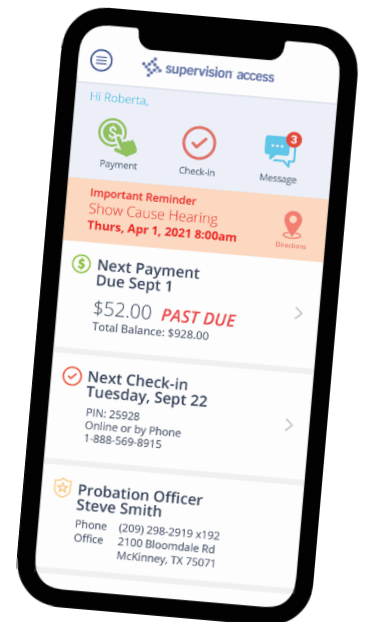 supervision access
Hi Roberta,
3
Payment
Check-in
Message
Important Reminder
Show Cause Hearing
Thurs, Apr 1, 2021 8:00am
Directions
$
Next Payment
Due Sept 1
$52.00 PAST DUE
Total Balance: $928.00
Next Check-in
Tuesday, Sept 22
PIN: 25928
Online or by Phone
1-888-569-8915
Probation Officer
Steve Smith
Phone (209) 298-2919 x192
Office 2100 Bloomdale Rd
McKinney, TX 75071